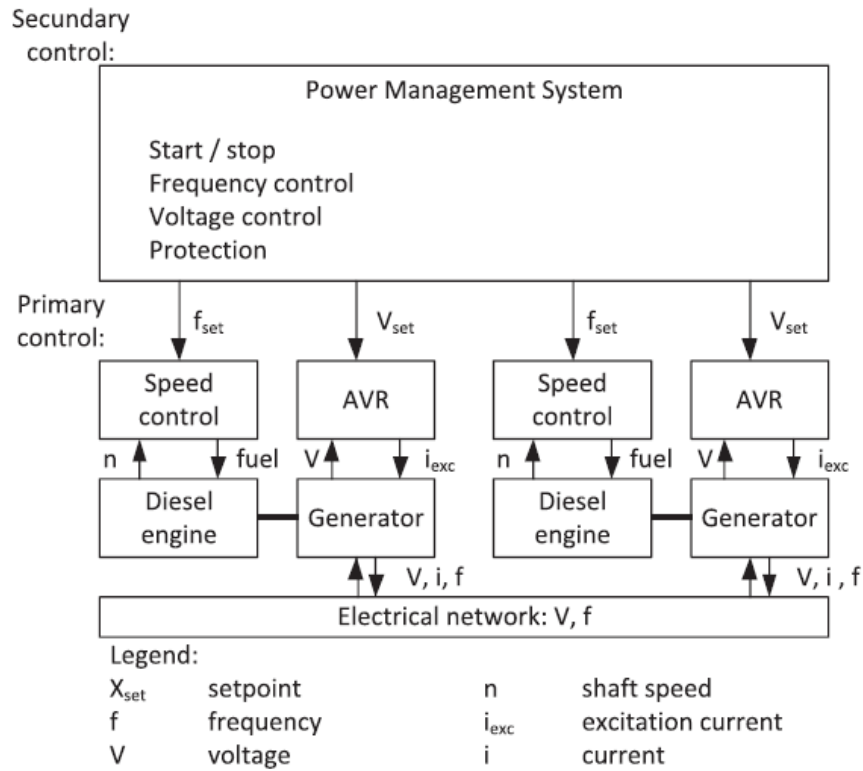 Secundary
control:
Power Management System
Start / stop
Frequency control
Voltage control
Protection
Primary
control:
fset
Vset
fset
Vset
Speed
control
AVR
Speed
control
AVR
n
fuel
V
iexc
n
fuel
V
iexc
Diesel
engine
Generator
Diesel
engine
Generator
V, i, f
V, i , f
Electrical network: V, f
Legend:
Xset setpoint n shaft speed
f frequency iexc excitation current
V voltage i current